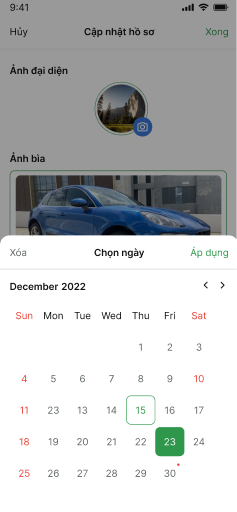 9:41
Hủy Cập nhật hồ sơ Xong
Ảnh đại diện
Ảnh bìa
Xóa Chọn ngày Áp dụng
December 2022
Sun Mon Tue Wed Thu Fri Sat
1 2 3
4 5 6 7 8 9 10
11 23 13 14 15 16 17
18 19 20 21 22 23 24
25 26 27 28 29 30